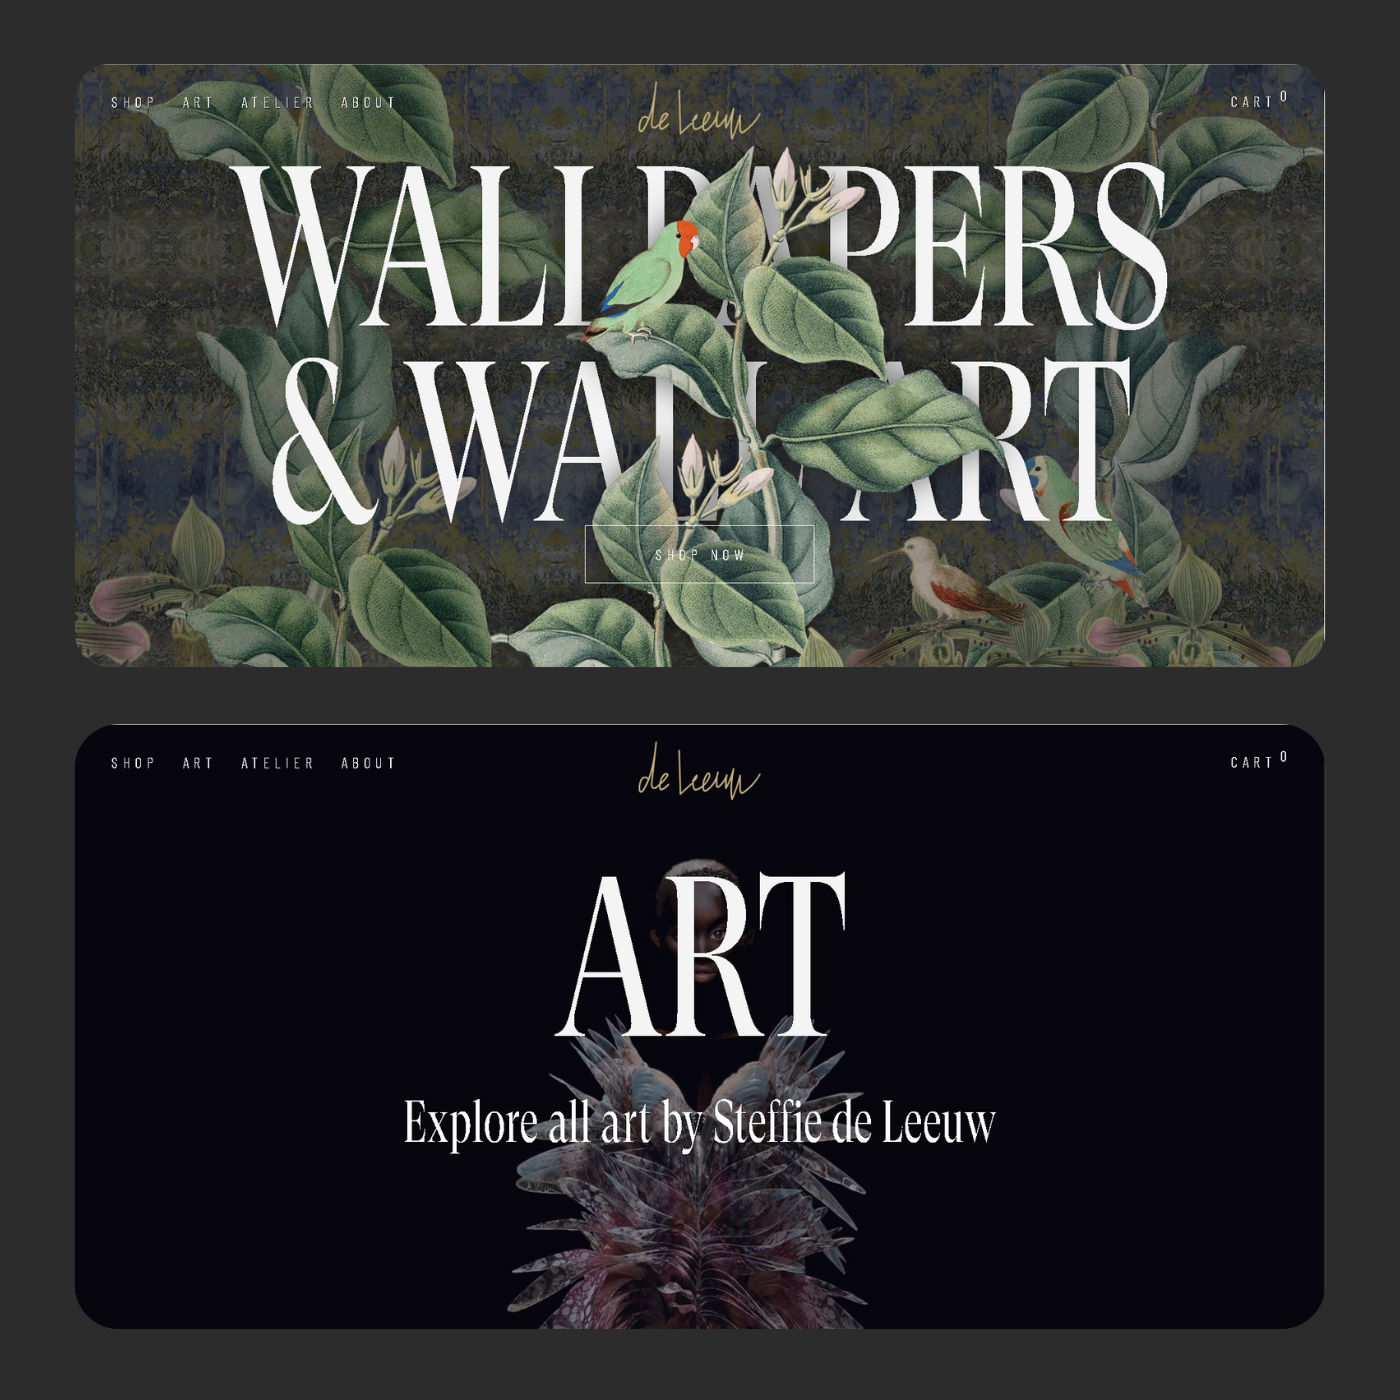 SHOP ART ATELIER ABOUT
de Leeuw
CART 0
WALLPAPERS
& WALL ART
SHOP NOW
SHOP ART ATELIER ABOUT
de Leeuw
CART 0
ART
Explore all art by Steffie de Leeuw